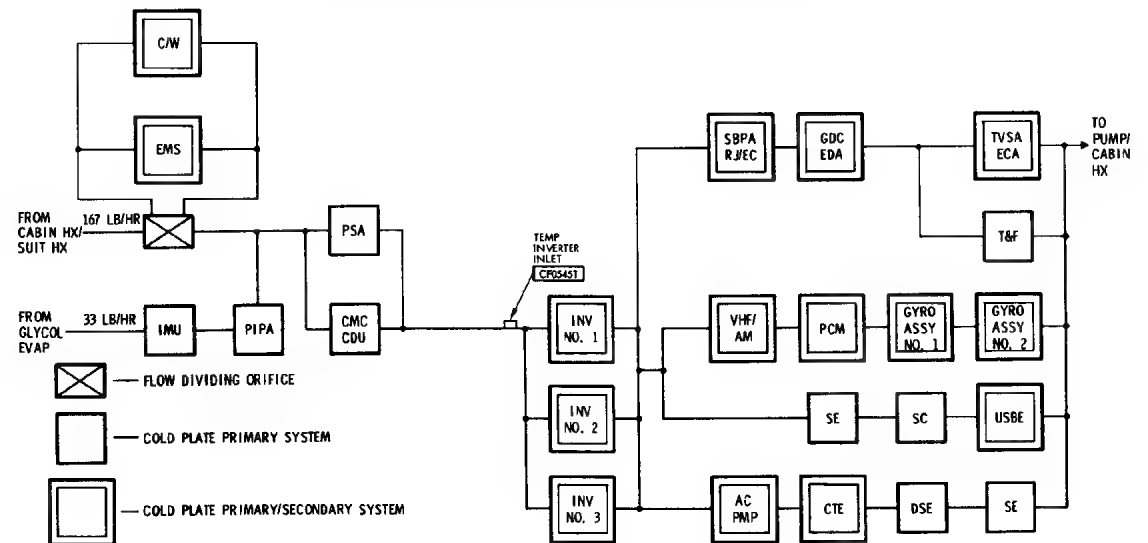 C/W
EMS
FROM
CABIN HX/
SUIT HX
167 LB/HR
PSA
FROM
GLYCOL
EVAP
33 LB/HR
IMU
PIPA
CMC
CDU
TEMP
INVERTER
INLET
CF0545T
INV
NO. 1
INV
NO. 2
INV
NO. 3
SBPA
RJ/EC
GDC
EDA
TVSA
ECA
TO
PUMP/
CABIN
HX
T&F
VHF/
AM
PCM
GYRO
ASSY
NO. 1
GYRO
ASSY
NO. 2
SE
SC
USBE
AC
PMP
CTE
DSE
SE
— FLOW DIVIDING ORIFICE
— COLD PLATE PRIMARY SYSTEM
— COLD PLATE PRIMARY/SECONDARY SYSTEM